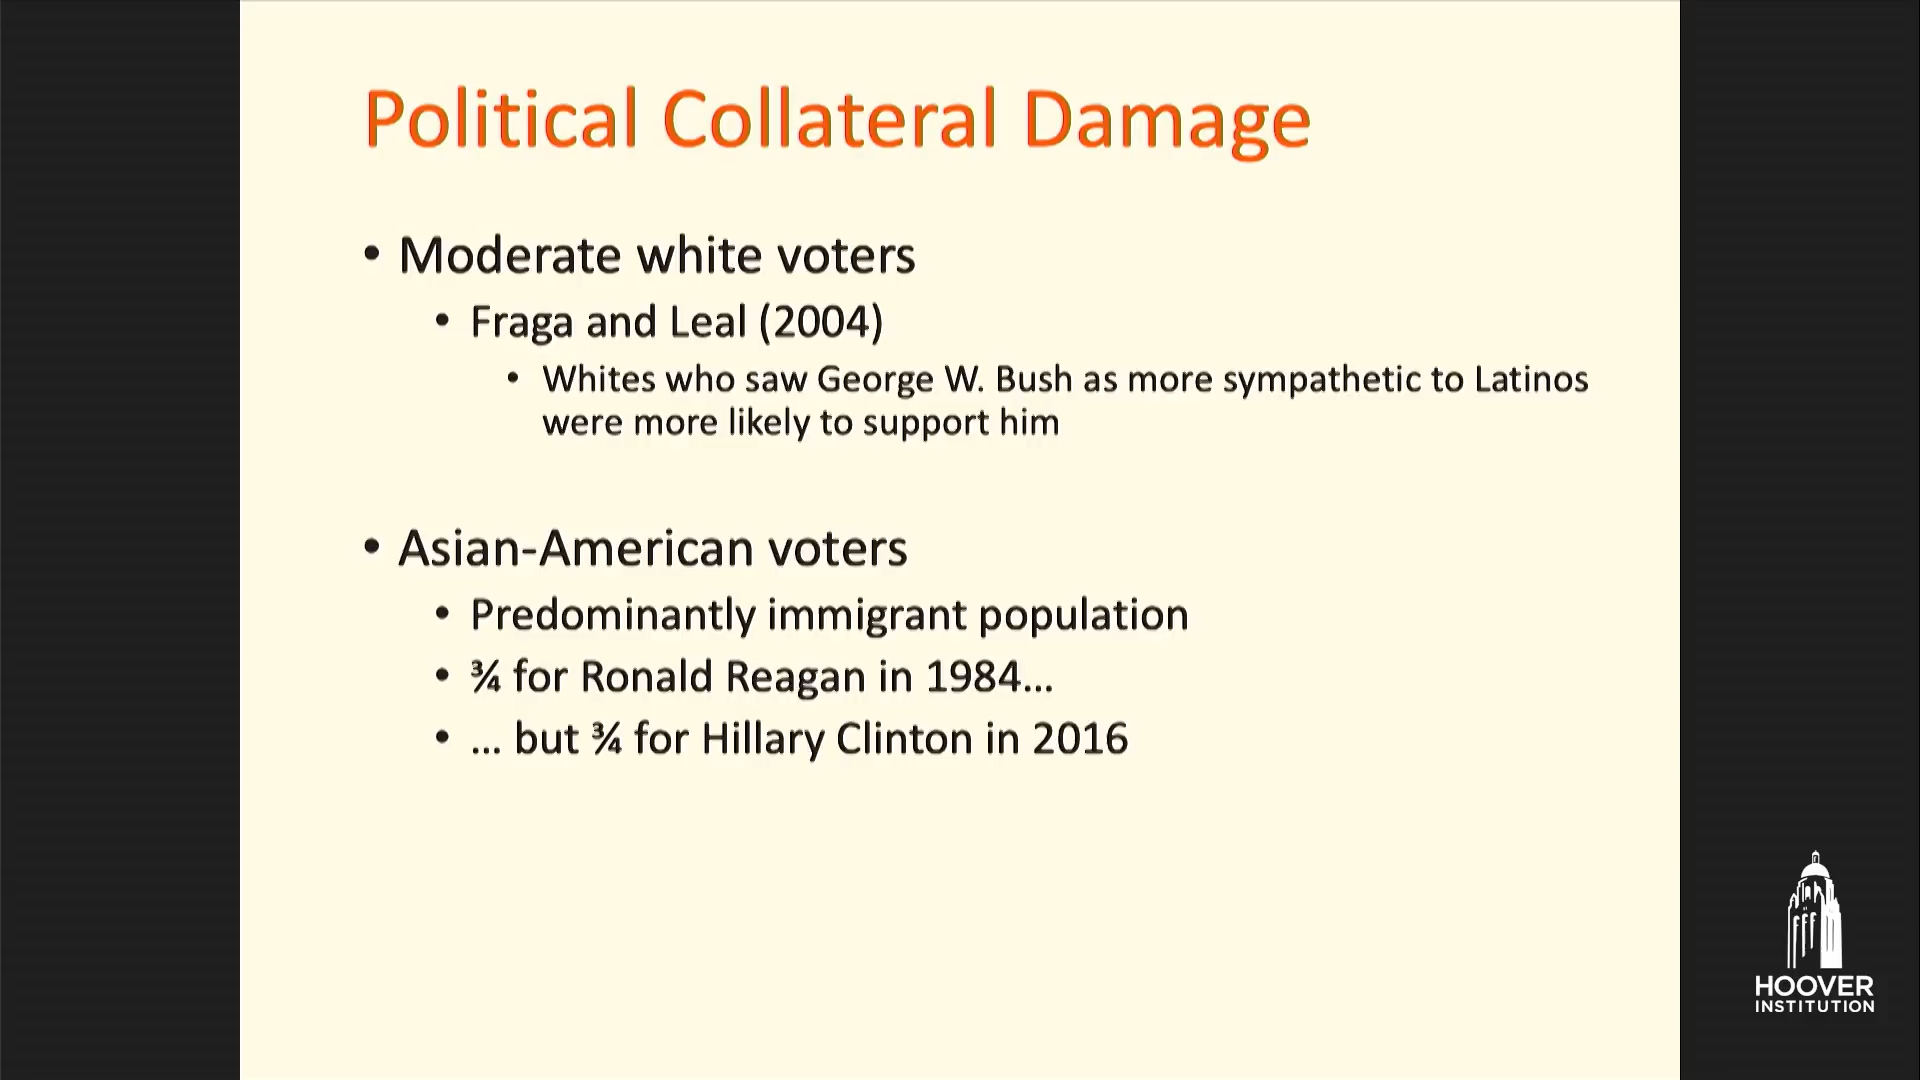 Political Collateral Damage
• Moderate white voters
• Fraga and Leal (2004)
• Whites who saw George W. Bush as more sympathetic to Latinos
were more likely to support him
• Asian-American voters
• Predominantly immigrant population
• ¾ for Ronald Reagan in 1984...
• ... but ¾ for Hillary Clinton in 2016
HOOVER
INSTITUTION